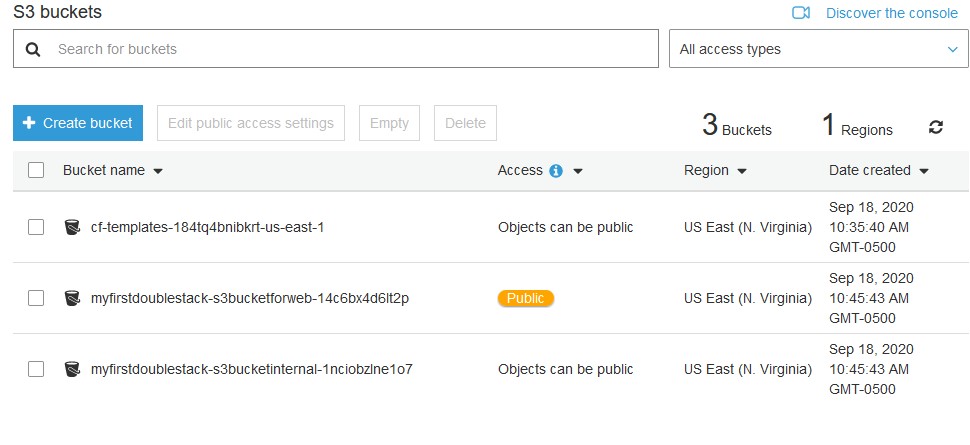 S3 buckets
Discover the console
Search for buckets
All access types
Create bucket
Edit public access settings
Empty
Delete
3 Buckets
1 Regions
Bucket name
Access
Region
Date created
cf-templates-184tq4bnibkrt-us-east-1
Objects can be public
US East (N. Virginia)
Sep 18, 2020
10:35:40 AM
GMT-0500
myfirstdoublestack-s3bucketforweb-14c6bx4d6lt2p
Public
US East (N. Virginia)
Sep 18, 2020
10:45:43 AM
GMT-0500
myfirstdoublestack-s3bucketinternal-1nciobzlne1o7
Objects can be public
US East (N. Virginia)
Sep 18, 2020
10:45:43 AM
GMT-0500